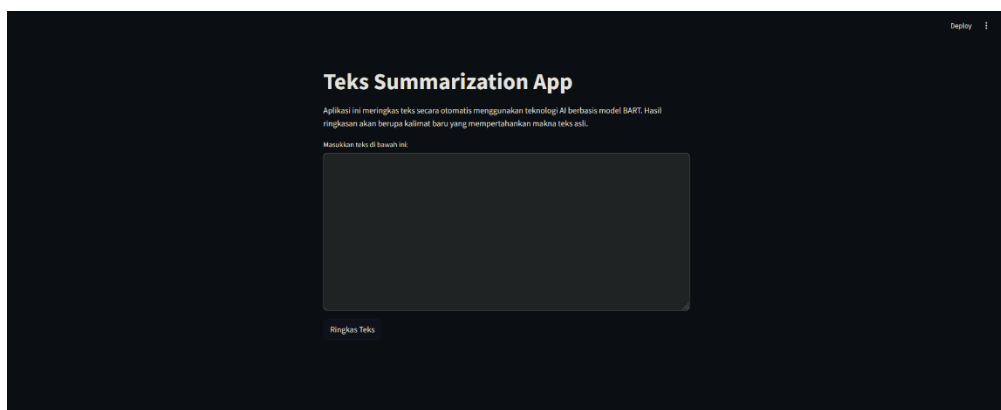 Deploy
Teks Summarization App
Aplikasi ini meringkas teks secara otomatis menggunakan teknologi AI berbasis model BART. Hasil
ringkasan akan berupa kalimat baru yang mempertahankan makna teks asli.
Masukkan teks di bawah ini:
Ringkas Teks